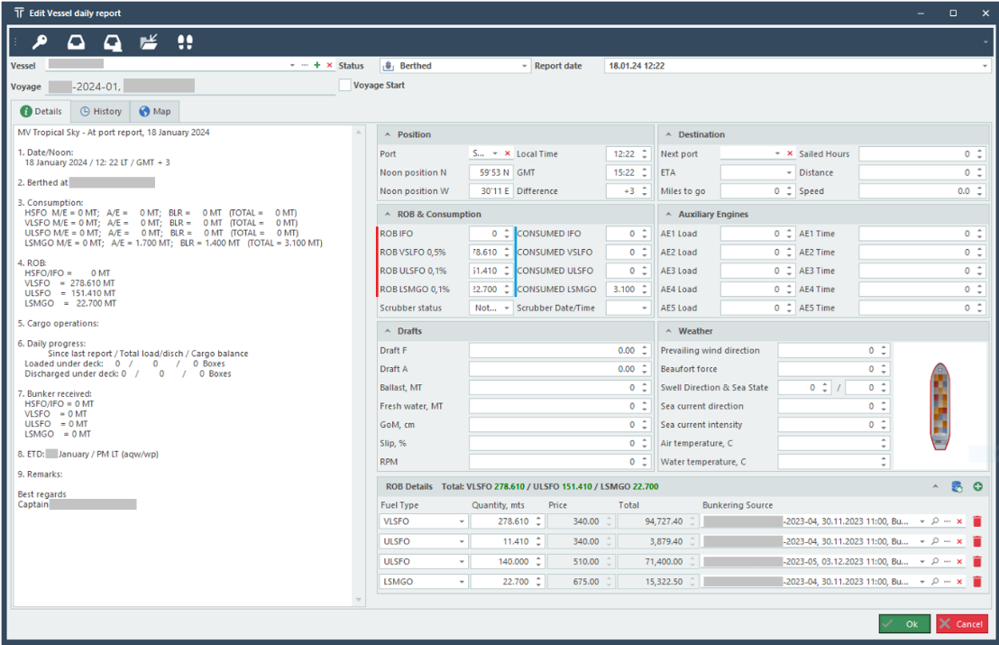 Edit Vessel daily report
Vessel
Status
Berthed
Report date
18.01.24 12:22
Voyage
-2024-01,
Voyage Start
Details
History
Map
MV Tropical Sky - At port report, 18 January 2024
1. Date/Noon:
18 January 2024 / 12: 22 LT / GMT + 3
2. Berthed at
3. Consumption:
HSFO M/E = 0 MT; A/E = 0 MT; BLR = 0 MT (TOTAL = 0 MT)
VLSFO M/E = 0 MT; A/E = 0 MT; BLR = 0 MT (TOTAL = 0 MT)
ULSFO M/E = 0 MT; A/E = 0 MT; BLR = 0 MT (TOTAL = 0 MT)
LSMGO M/E = 0 MT; A/E = 1.700 MT; BLR = 1.400 MT (TOTAL = 3.100 MT)
4. ROB:
HSFO/IFO = 0 MT
VLSFO = 278.610 MT
ULSFO = 151.410 MT
LSMGO = 22.700 MT
5. Cargo operations:
6. Daily progress:
Since last report / Total load/disch / Cargo balance
Loaded under deck: 0 / 0 / 0 Boxes
Discharged under deck: 0 / 0 / 0 Boxes
7. Bunker received:
HSFO/IFO = 0 MT
VLSFO = 0 MT
ULSFO = 0 MT
LSMGO = 0 MT
8. ETD: January / PM LT (aqw/wp)
9. Remarks:
Best regards
Captain
Position
Port S... Local Time 12:22
Noon position N 59'53 N GMT 15:22
Noon position W 30'11 E Difference +3
Destination
Next port Sailed Hours 0
ETA Distance 0
Miles to go 0 Speed 0.0
ROB & Consumption
ROB IFO 0 CONSUMED IFO 0
ROB VSLFO 0,5% 78.610 CONSUMED VSLFO 0
ROB ULSFO 0,1% 51.410 CONSUMED ULSFO 0
ROB LSMGO 0,1% 22.700 CONSUMED LSMGO 3.100
Scrubber status Not... Scrubber Date/Time
Auxiliary Engines
AE1 Load 0 AE1 Time 0
AE2 Load 0 AE2 Time 0
AE3 Load 0 AE3 Time 0
AE4 Load 0 AE4 Time 0
AE5 Load 0 AE5 Time 0
Drafts
Draft F 0.00
Draft A 0.00
Ballast, MT 0
Fresh water, MT 0
GoM, cm 0
Slip, % 0
RPM 0
Weather
Prevailing wind direction 0
Beaufort force 0
Swell Direction & Sea State 0 / 0
Sea current direction 0
Sea current intensity 0
Air temperature, C
Water temperature, C
ROB Details Total: VLSFO 278.610 / ULSFO 151.410 / LSMGO 22.700
Fuel Type Quantity, mts Price Total Bunkering Source
VLSFO 278.610 340.00 94,727.40 -2023-04, 30.11.2023 11:00, Bu...
ULSFO 11.410 340.00 3,879.40 -2023-04, 30.11.2023 11:00, Bu...
ULSFO 140.000 510.00 71,400.00 -2023-05, 03.12.2023 11:00, Bu...
LSMGO 22.700 675.00 15,322.50 -2023-04, 30.11.2023 11:00, Bu...
Ok
Cancel